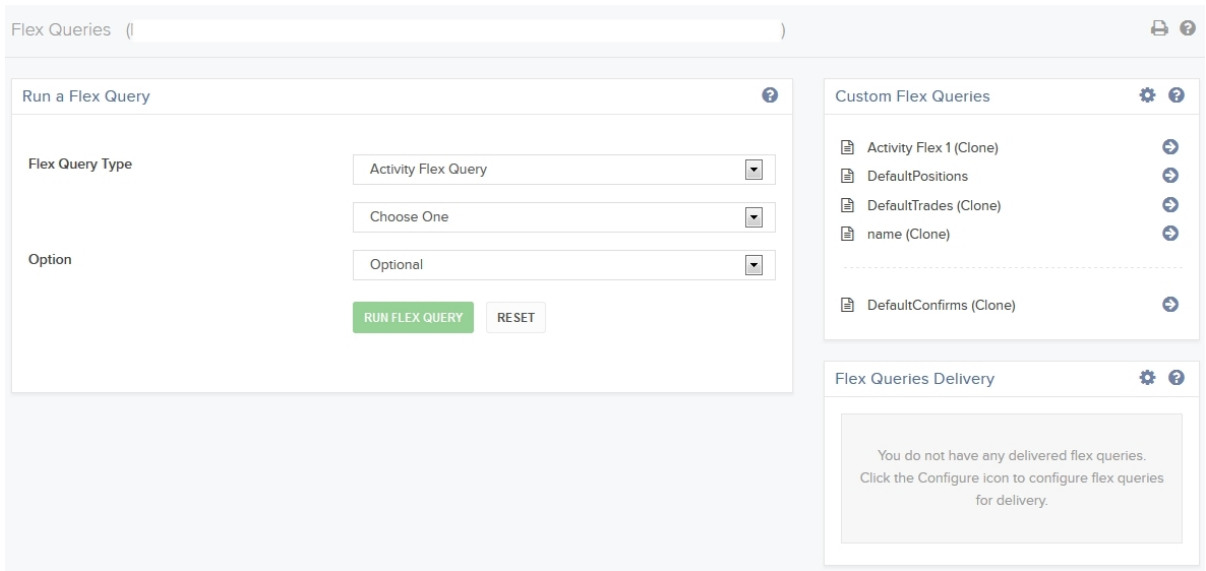 Flex Queries (                    )
Run a Flex Query
Flex Query Type
Activity Flex Query
Choose One
Option
Optional
RUN FLEX QUERY RESET
Custom Flex Queries
Activity Flex 1 (Clone)
DefaultPositions
DefaultTrades (Clone)
name (Clone)
DefaultConfirms (Clone)
Flex Queries Delivery
You do not have any delivered flex queries.
Click the Configure icon to configure flex queries
for delivery.